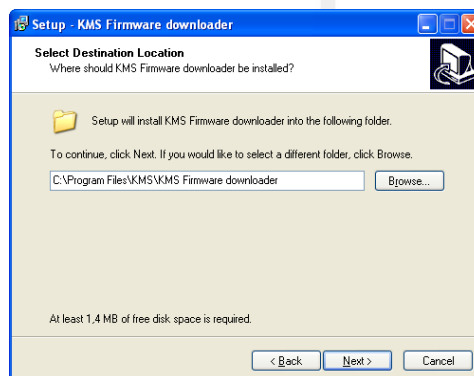 Setup - KMS Firmware downloader
Select Destination Location
Where should KMS Firmware downloader be installed?
Setup will install KMS Firmware downloader into the following folder.
To continue, click Next. If you would like to select a different folder, click Browse.
C:\Program Files\KMS\KMS Firmware downloader
Browse...
At least 1,4 MB of free disk space is required.
< Back
Next >
Cancel